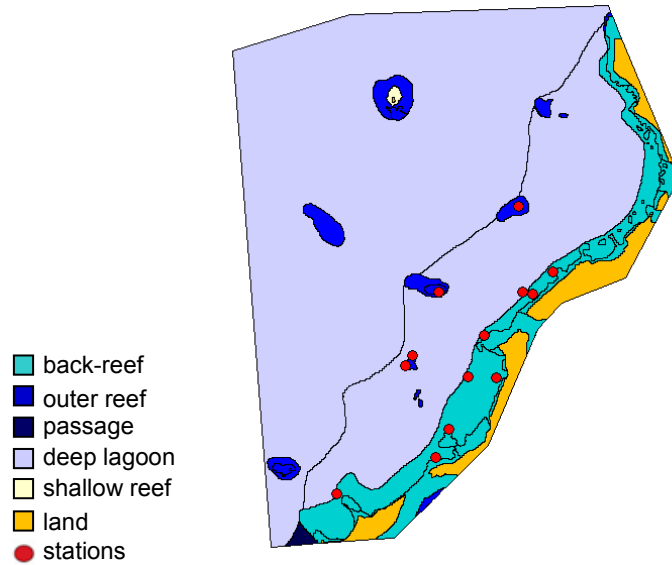 back-reef
outer reef
passage
deep lagoon
shallow reef
land
stations